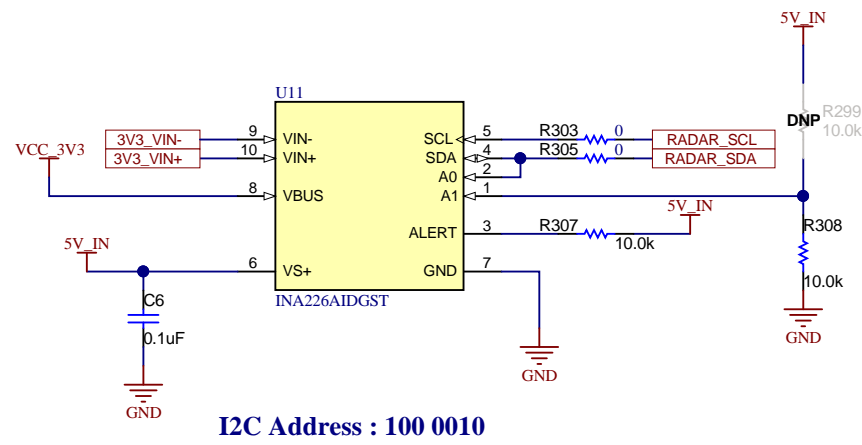 5V_IN
U11
3V3_VIN- 9 VIN- SCL 5 R303 0 RADAR_SCL
DNP R299
10.0k
VCC_3V3 3V3_VIN+ 10 VIN+ SDA 4 R305 0 RADAR_SDA
A0 2
8 VBUS A1 1
5V_IN
R308
ALERT 3 R307 10.0k
5V_IN
6 VS+ GND 7
10.0k
C6
INA226AIDGST
0.1uF
GND
GND
GND
I2C Address : 100 0010